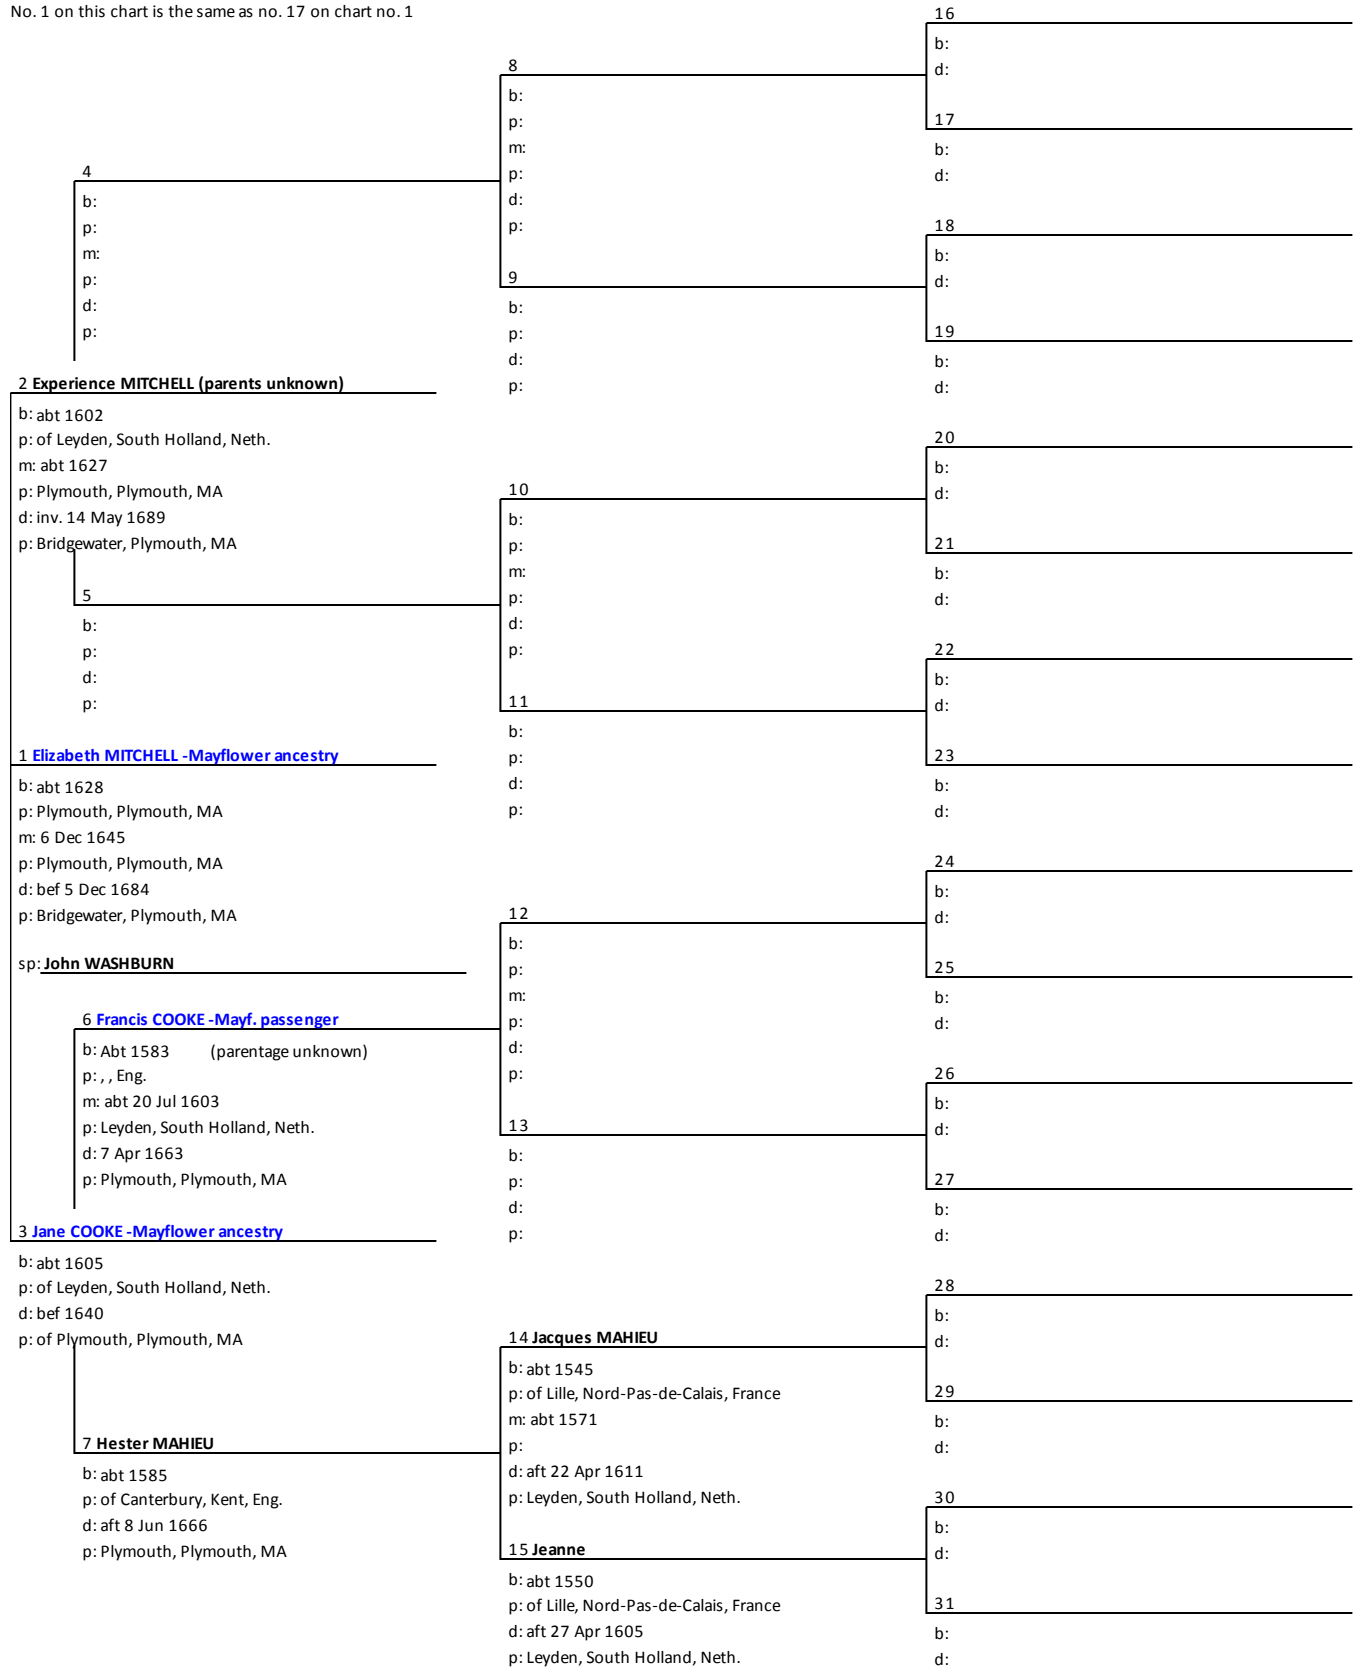 No. 1 on this chart is the same as no. 17 on chart no. 1
4
b:
p:
m:
p:
d:
p:
2 Experience MITCHELL (parents unknown)
b: abt 1602
p: of Leyden, South Holland, Neth.
m: abt 1627
p: Plymouth, Plymouth, MA
d: inv. 14 May 1689
p: Bridgewater, Plymouth, MA
5
b:
p:
d:
p:
1 Elizabeth MITCHELL -Mayflower ancestry
b: abt 1628
p: Plymouth, Plymouth, MA
m: 6 Dec 1645
p: Plymouth, Plymouth, MA
d: bef 5 Dec 1684
p: Bridgewater, Plymouth, MA
sp: John WASHBURN
6 Francis COOKE -Mayf. passenger
b: Abt 1583 (parentage unknown)
p: , , Eng.
m: abt 20 Jul 1603
p: Leyden, South Holland, Neth.
d: 7 Apr 1663
p: Plymouth, Plymouth, MA
3 Jane COOKE -Mayflower ancestry
b: abt 1605
p: of Leyden, South Holland, Neth.
d: bef 1640
p: of Plymouth, Plymouth, MA
7 Hester MAHIEU
b: abt 1585
p: of Canterbury, Kent, Eng.
d: aft 8 Jun 1666
p: Plymouth, Plymouth, MA
8
b:
p:
m:
p:
d:
p:
9
b:
p:
d:
p:
10
b:
p:
m:
p:
d:
p:
11
b:
p:
d:
p:
12
b:
p:
m:
p:
d:
p:
13
b:
p:
d:
p:
14 Jacques MAHIEU
b: abt 1545
p: of Lille, Nord-Pas-de-Calais, France
m: abt 1571
p:
d: aft 22 Apr 1611
p: Leyden, South Holland, Neth.
15 Jeanne
b: abt 1550
p: of Lille, Nord-Pas-de-Calais, France
d: aft 27 Apr 1605
p: Leyden, South Holland, Neth.
16
b:
d:
17
b:
d:
18
b:
d:
19
b:
d:
20
b:
d:
21
b:
d:
22
b:
d:
23
b:
d:
24
b:
d:
25
b:
d:
26
b:
d:
27
b:
d:
28
b:
d:
29
b:
d:
30
b:
d:
31
b:
d: